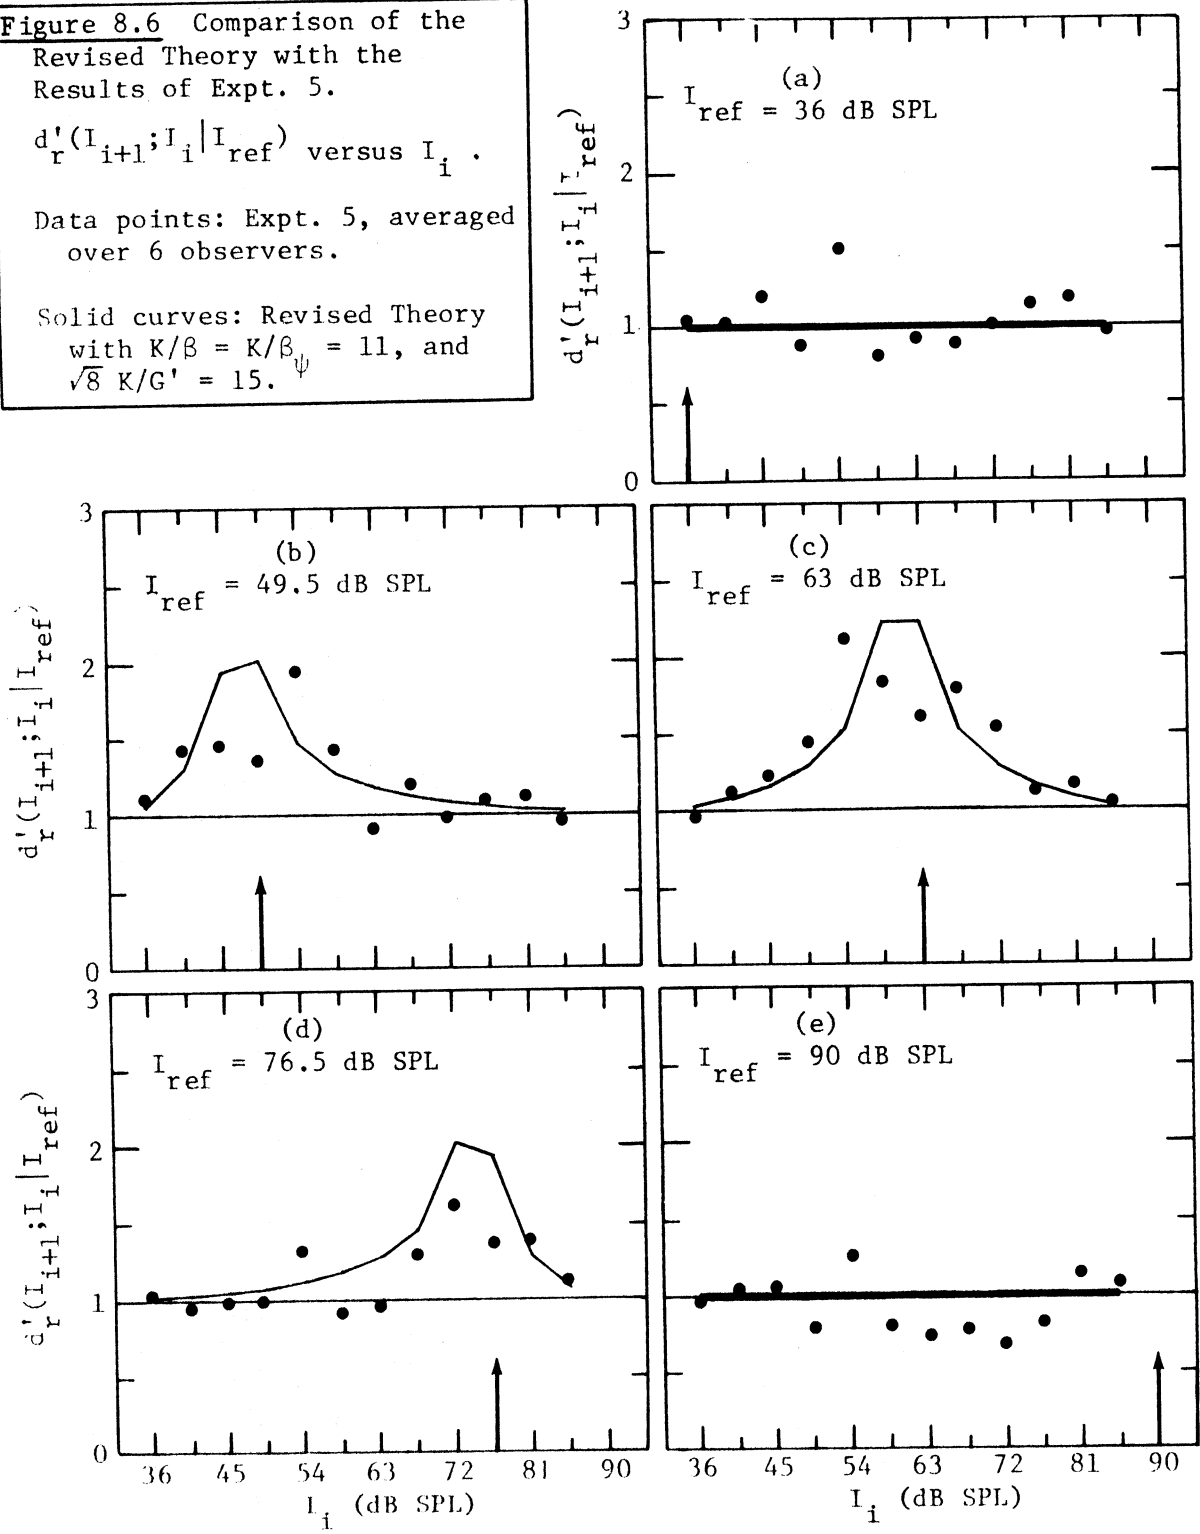 Figure 8.6 Comparison of the
Revised Theory with the
Results of Expt. 5.
d'r(Ii+1;Ii|Iref) versus Ii .
Data points: Expt. 5, averaged
over 6 observers.
Solid curves: Revised Theory
with K/β = K/βψ = 11, and
√8 K/G' = 15.
(a)
Iref = 36 dB SPL
d'r(Ii+1;Ii|Iref)
3
2
1
0
(b)
Iref = 49.5 dB SPL
d'r(Ii+1;Ii|Iref)
3
2
1
0
(c)
Iref = 63 dB SPL
(d)
Iref = 76.5 dB SPL
d'r(Ii+1;Ii|Iref)
3
2
1
0
36 45 54 63 72 81 90
Ii (dB SPL)
(e)
Iref = 90 dB SPL
36 45 54 63 72 81 90
Ii (dB SPL)